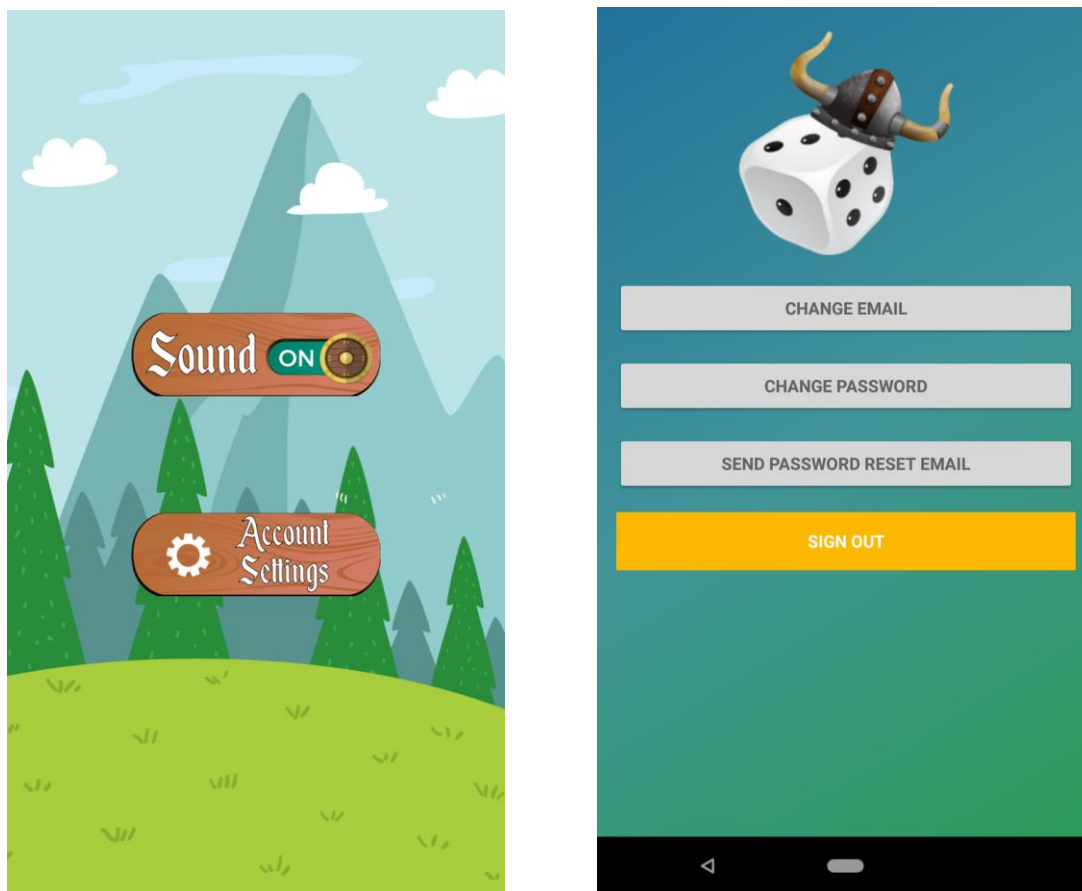 Sound ON
Account
Settings
CHANGE EMAIL
CHANGE PASSWORD
SEND PASSWORD RESET EMAIL
SIGN OUT